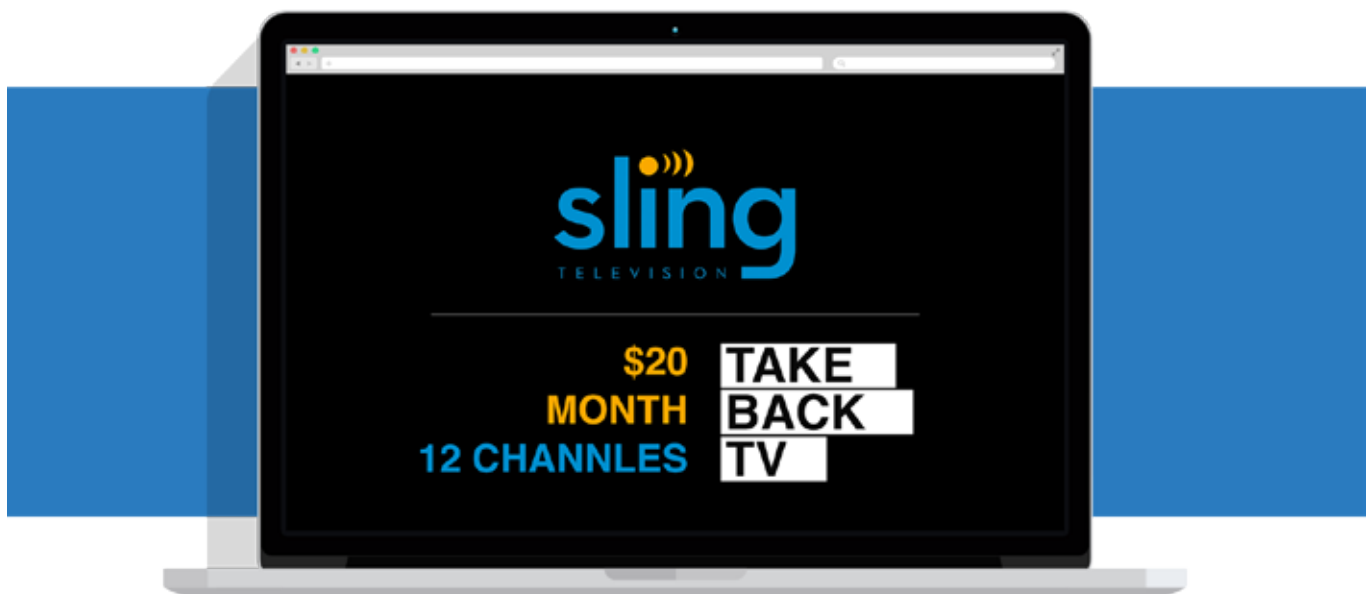 sling
TELEVISION
$20
MONTH
12 CHANNLES
TAKE
BACK
TV